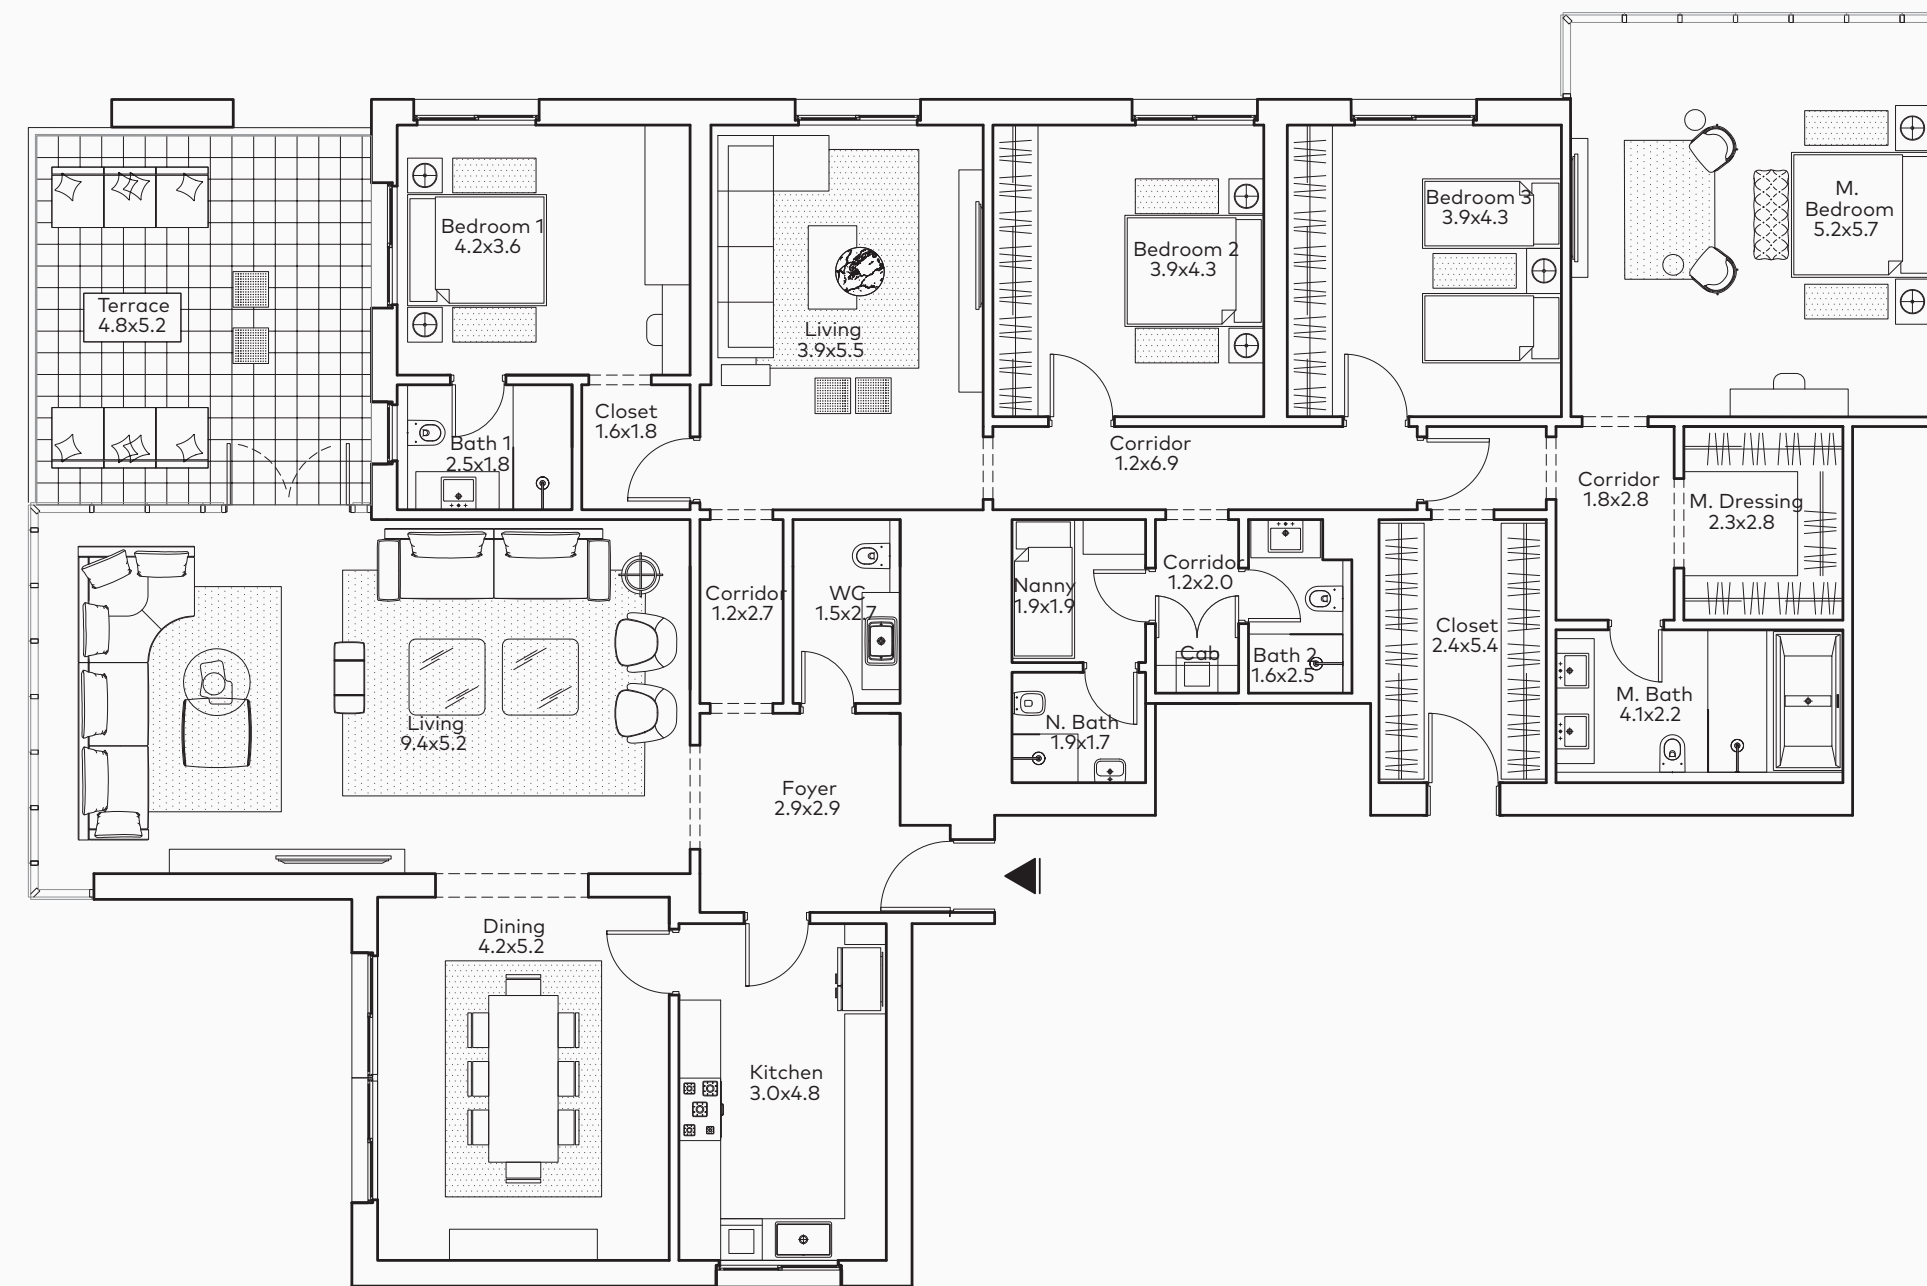 M.
Bedroom
5.2x5.7
Bedroom 1
4.2x3.6
Bedroom 2
3.9x4.3
Bedroom 3
3.9x4.3
Terrace
4.8x5.2
Living
3.9x5.5
Closet
1.6x1.8
Bath 1
2.5x1.8
Corridor
1.2x6.9
Corridor
1.8x2.8
M. Dressing
2.3x2.8
Corridor
1.2x2.7
WC
1.5x2.7
Nanny
1.9x1.9
Corridor
1.2x2.0
Cab
Bath 2
1.6x2.5
Closet
2.4x5.4
M. Bath
4.1x2.2
Living
9.4x5.2
N. Bath
1.9x1.7
Foyer
2.9x2.9
Dining
4.2x5.2
Kitchen
3.0x4.8